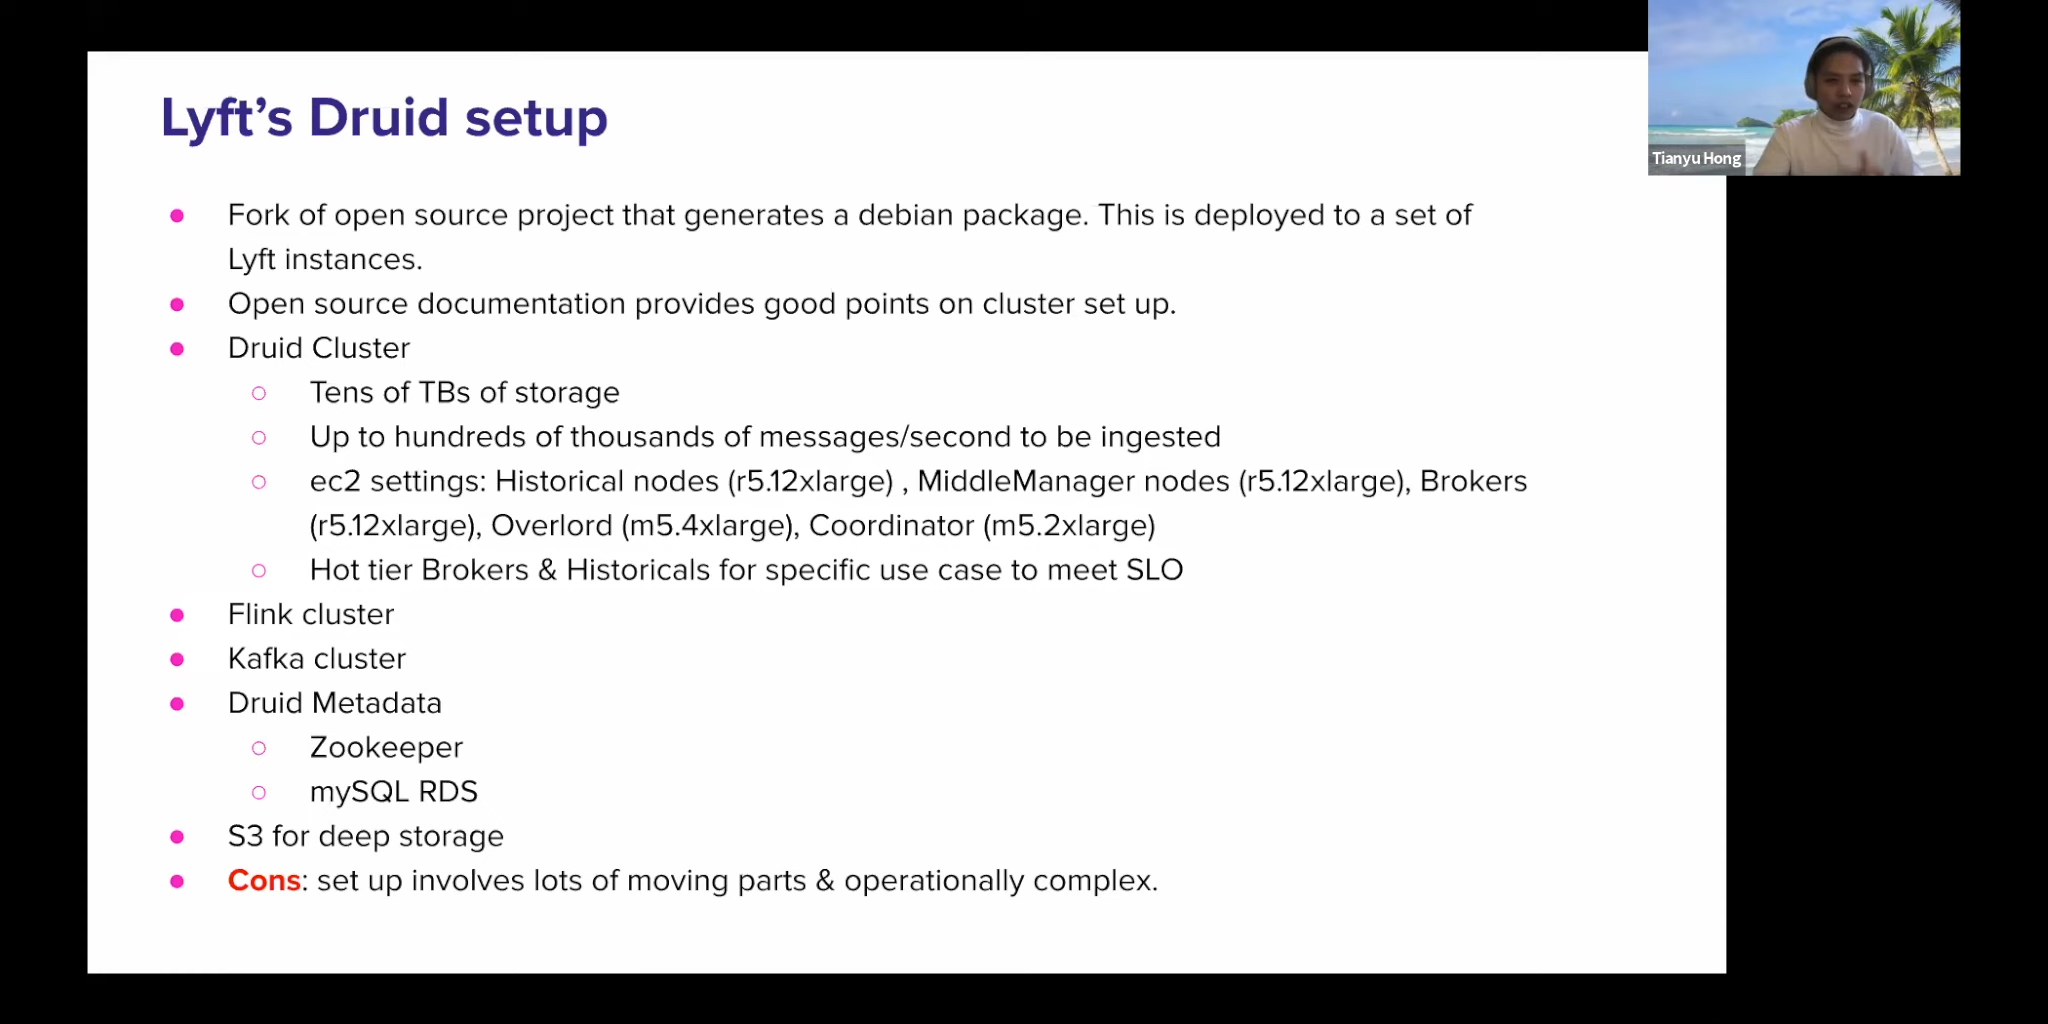 Lyft's Druid setup
Tianyu Hong
● Fork of open source project that generates a debian package. This is deployed to a set of
Lyft instances.
● Open source documentation provides good points on cluster set up.
● Druid Cluster
○ Tens of TBs of storage
○ Up to hundreds of thousands of messages/second to be ingested
○ ec2 settings: Historical nodes (r5.12xlarge) , MiddleManager nodes (r5.12xlarge), Brokers
(r5.12xlarge), Overlord (m5.4xlarge), Coordinator (m5.2xlarge)
○ Hot tier Brokers & Historicals for specific use case to meet SLO
● Flink cluster
● Kafka cluster
● Druid Metadata
○ Zookeeper
○ mySQL RDS
● S3 for deep storage
● Cons: set up involves lots of moving parts & operationally complex.